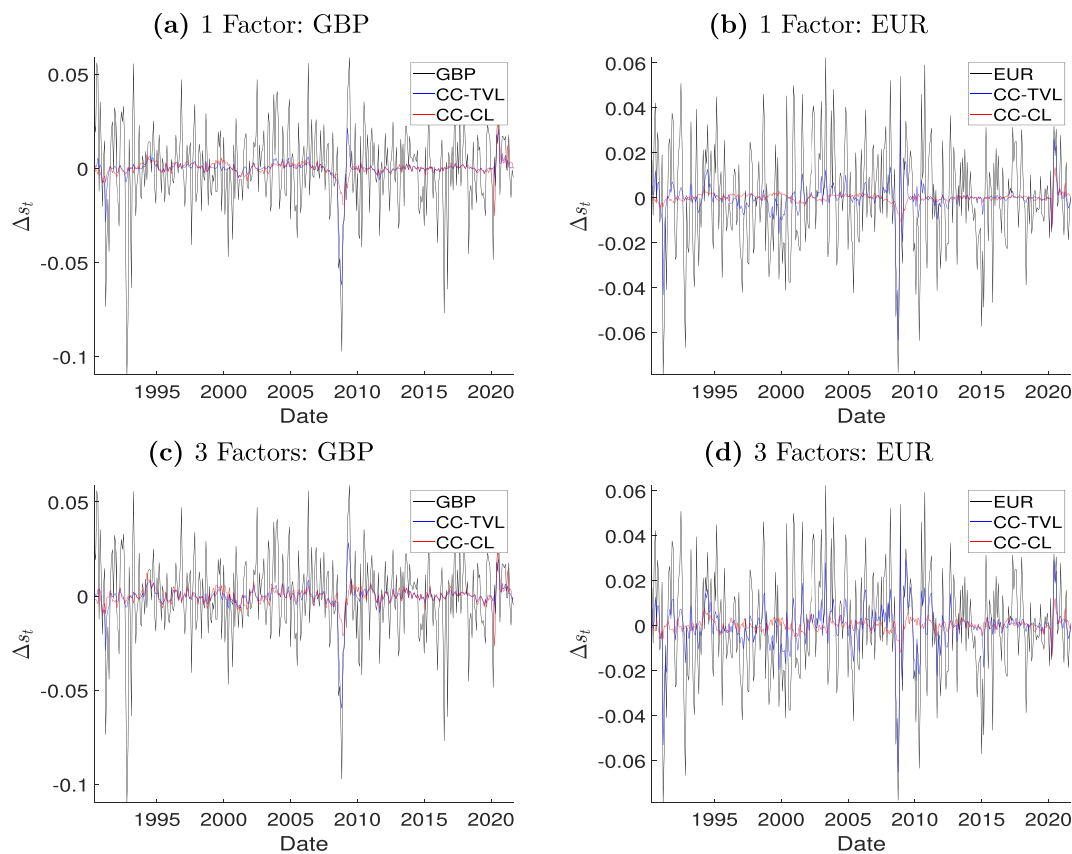 (a) 1 Factor: GBP
0.05
0
-0.05
-0.1
Δs_t
GBP
CC-TVL
CC-CL
1995 2000 2005 2010 2015 2020
Date
(b) 1 Factor: EUR
0.06
0.04
0.02
0
-0.02
-0.04
-0.06
Δs_t
EUR
CC-TVL
CC-CL
1995 2000 2005 2010 2015 2020
Date
(c) 3 Factors: GBP
0.05
0
-0.05
-0.1
Δs_t
GBP
CC-TVL
CC-CL
1995 2000 2005 2010 2015 2020
Date
(d) 3 Factors: EUR
0.06
0.04
0.02
0
-0.02
-0.04
-0.06
Δs_t
EUR
CC-TVL
CC-CL
1995 2000 2005 2010 2015 2020
Date